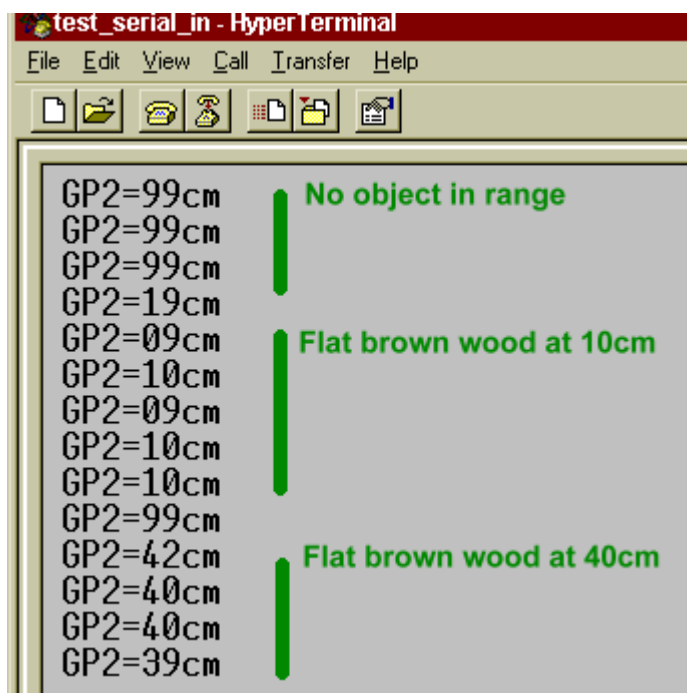 test_serial_in - HyperTerminal
File Edit View Call Transfer Help
GP2=99cm No object in range
GP2=99cm
GP2=99cm
GP2=19cm
GP2=09cm Flat brown wood at 10cm
GP2=10cm
GP2=09cm
GP2=10cm
GP2=10cm
GP2=99cm
GP2=42cm Flat brown wood at 40cm
GP2=40cm
GP2=40cm
GP2=39cm